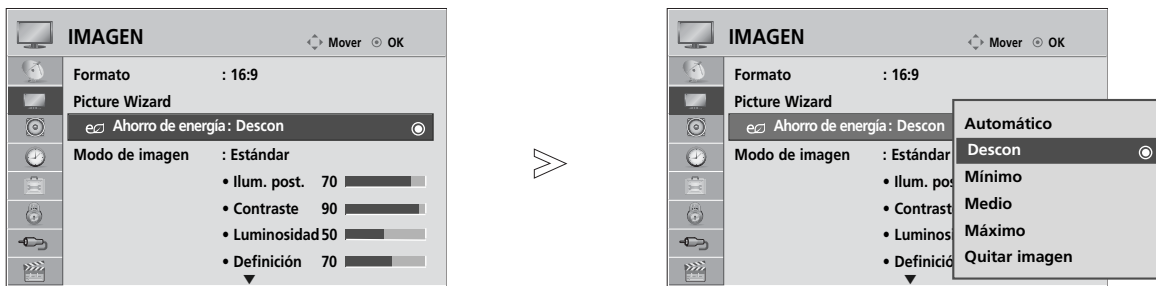 IMAGEN Mover OK
Formato : 16:9
Picture Wizard
Ahorro de energía : Descon
Modo de imagen : Estándar
• Ilum. post. 70
• Contraste 90
• Luminosidad 50
• Definición 70
IMAGEN Mover OK
Formato : 16:9
Picture Wizard
Ahorro de energía : Descon
Modo de imagen : Estándar
• Ilum. pos
• Contrast
• Luminosi
• Definició
Automático
Descon
Mínimo
Medio
Máximo
Quitar imagen